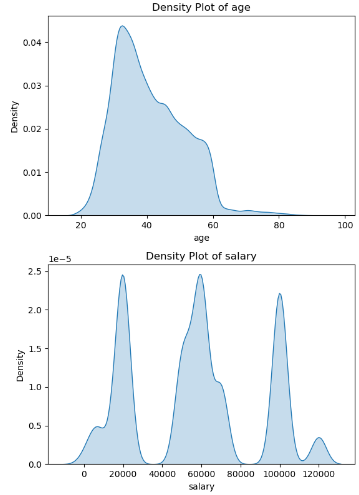 Density Plot of age
0.04
0.03
0.02
0.01
0.00
Density
20 40 60 80 100
age
Density Plot of salary
1e−5
2.5
2.0
1.5
1.0
0.5
0.0
Density
0 20000 40000 60000 80000 100000 120000
salary